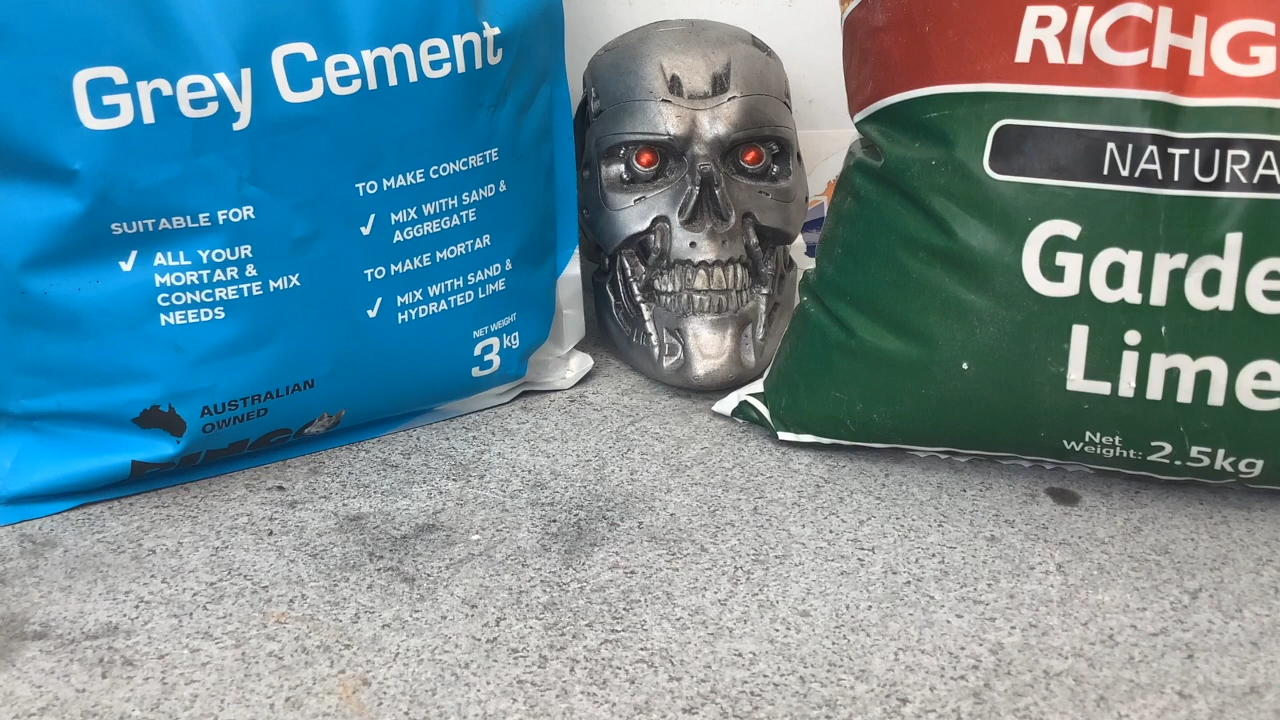 Grey Cement
SUITABLE FOR
✓ ALL YOUR
MORTAR &
CONCRETE MIX
NEEDS
TO MAKE CONCRETE
✓ MIX WITH SAND &
AGGREGATE
TO MAKE MORTAR
✓ MIX WITH SAND &
HYDRATED LIME
NET WEIGHT
3kg
AUSTRALIAN
OWNED
RICHG
NATURA
Garde
Lime
Net
Weight: 2.5kg